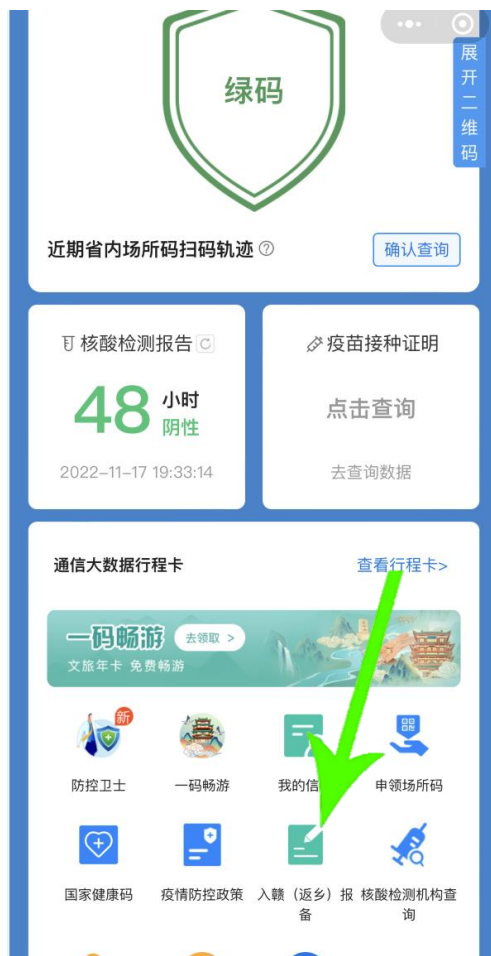 绿码
展开二维码
近期省内场所码扫码轨迹
确认查询
核酸检测报告
疫苗接种证明
48 小时
阴性
点击查询
2022-11-17 19:33:14
去查询数据
通信大数据行程卡
查看行程卡>
一码畅游 去领取 >
文旅年卡 免费畅游
新
防控卫士
一码畅游
我的信
申领场所码
国家健康码
疫情防控政策
入赣（返乡）报
备
核酸检测机构查
询